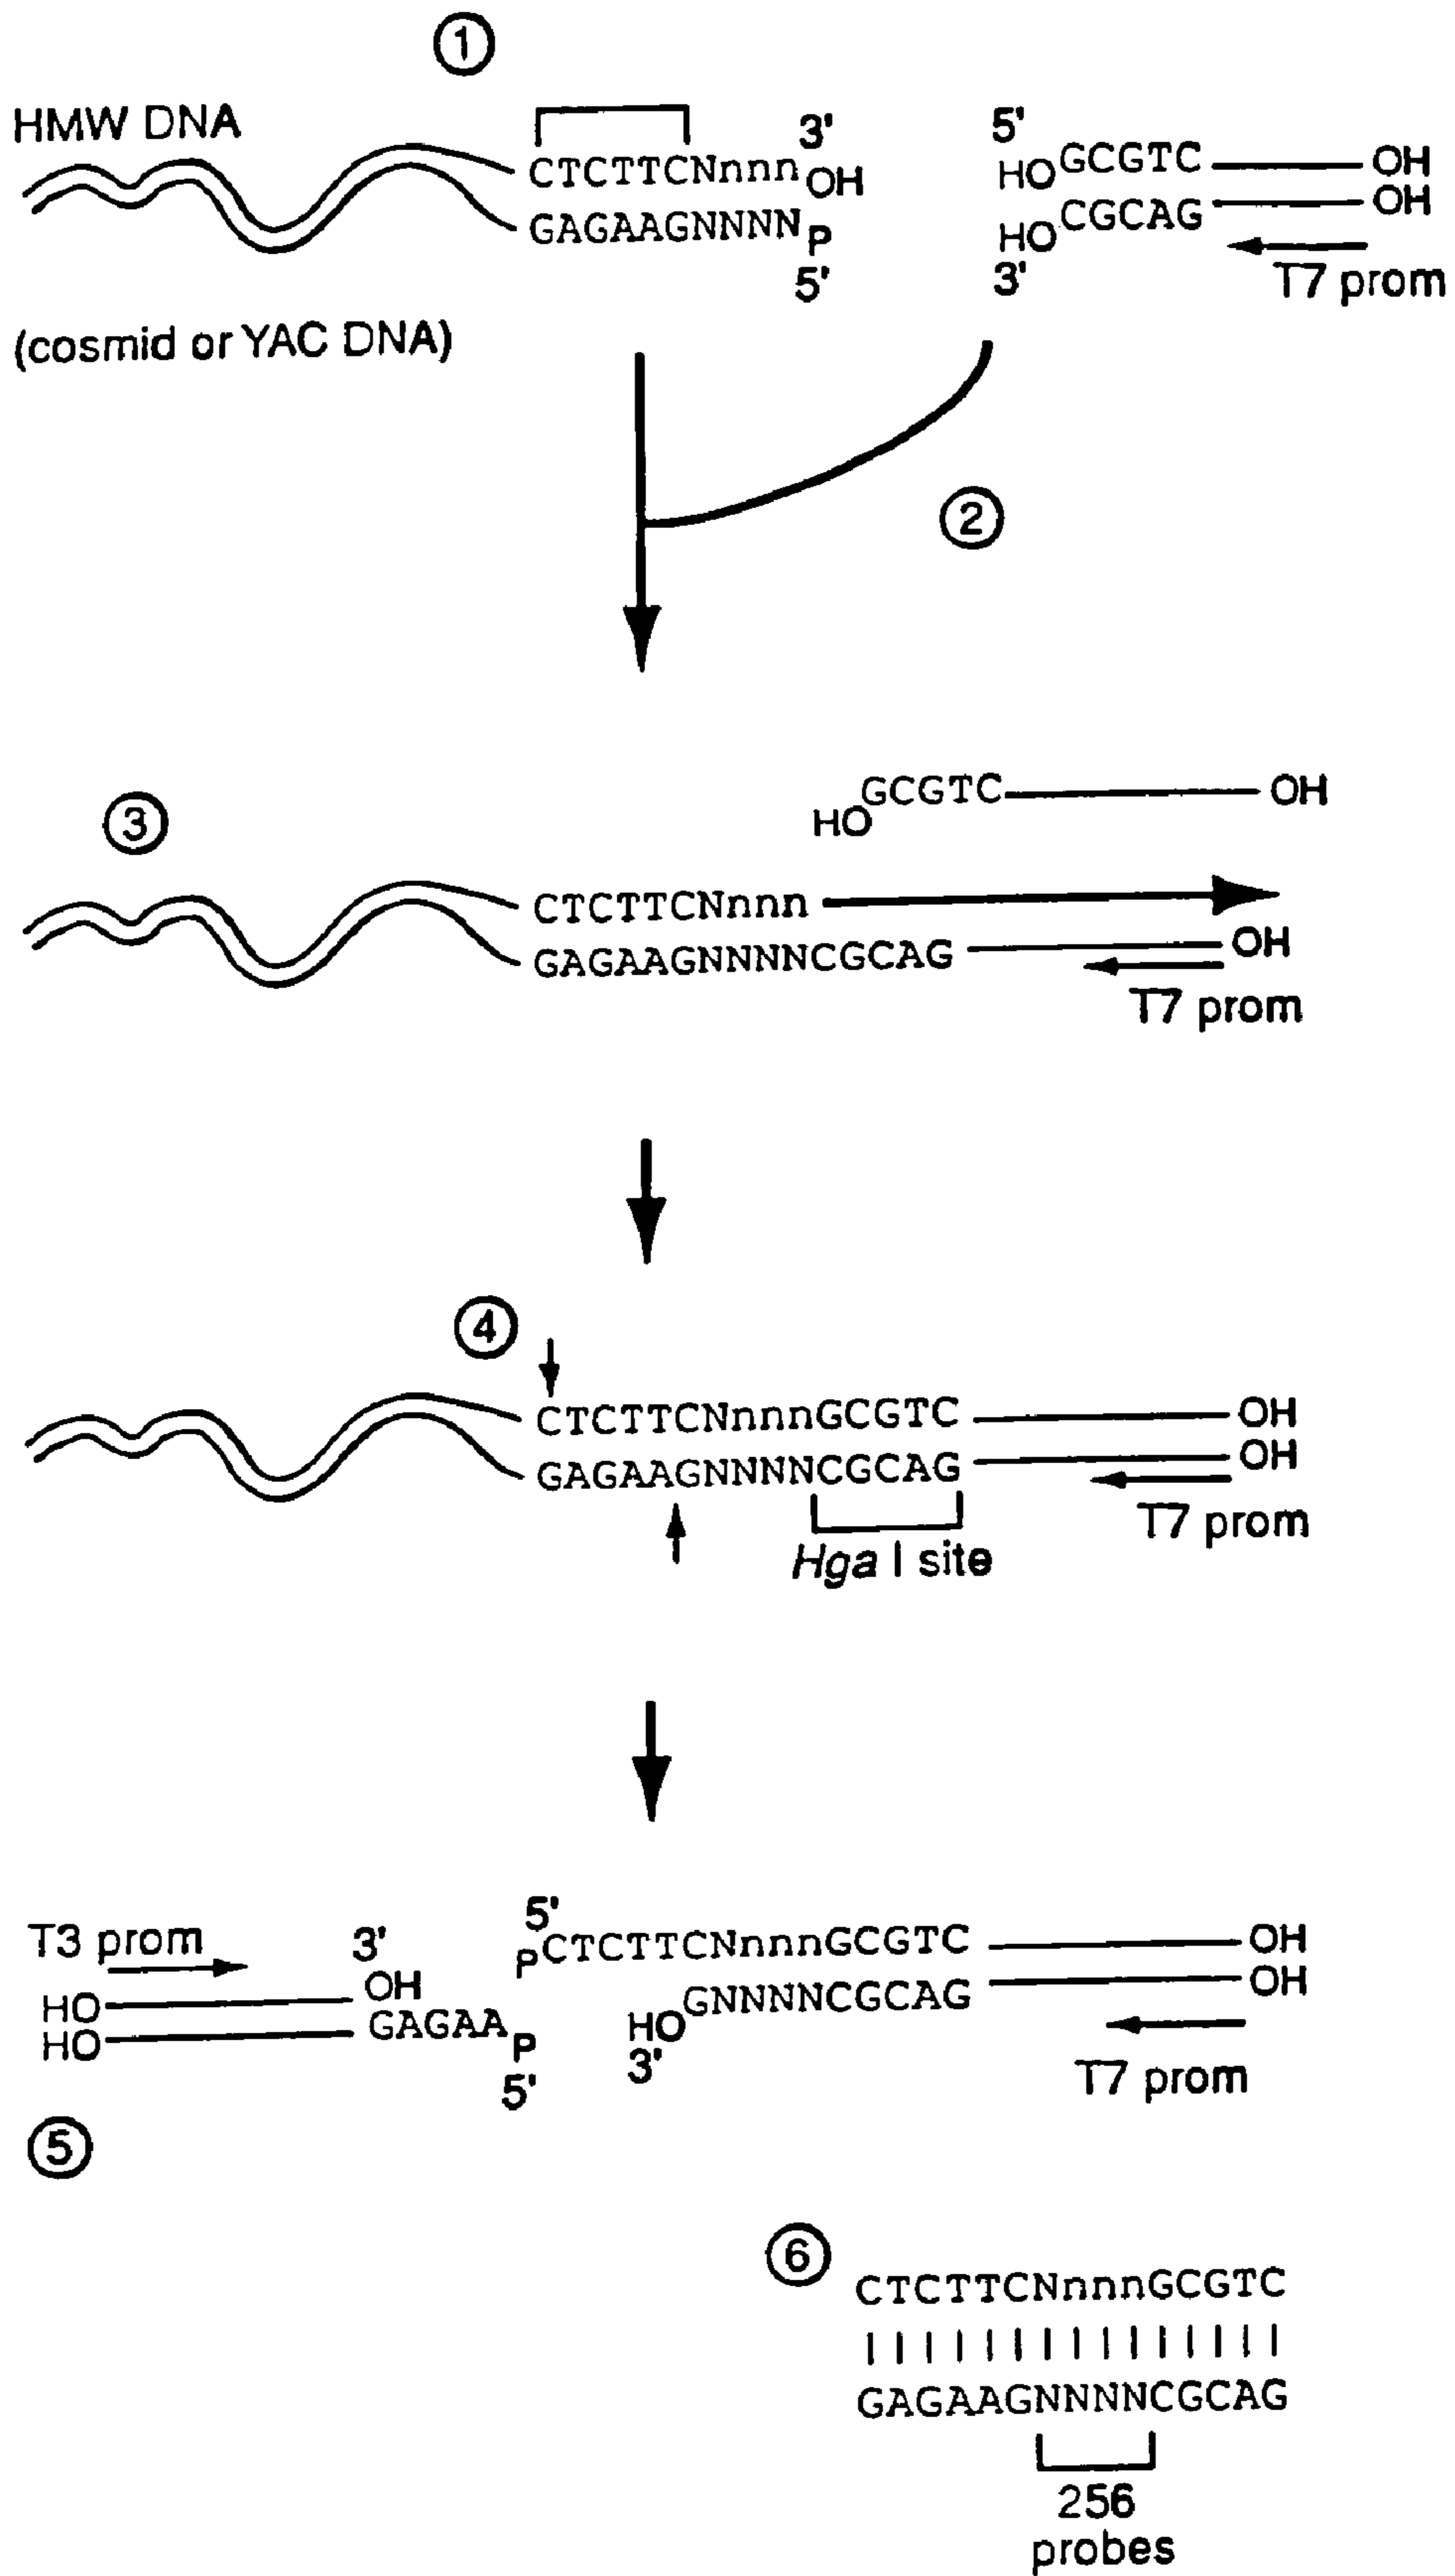 ①
HMW DNA
CTCTTCNnnn
3'
OH
5'
HO
GCGTC
OH
GAGAAGNNNN
P
5'
HO
CGCAG
OH
3'
T7 prom
(cosmid or YAC DNA)
②
GCGTC
HO
OH
③
CTCTTCNnnn
GAGAAGNNNNCGCAG
OH
T7 prom
④
CTCTTCNnnnGCGTC
OH
GAGAAGNNNNCGCAG
OH
T7 prom
Hga I site
T3 prom
3'
OH
5'
P
CTCTTCNnnnGCGTC
OH
HO
HO
GAGAA
P
5'
HO
3'
GNNNNCGCAG
OH
T7 prom
⑤
⑥
CTCTTCNnnnGCGTC
GAGAAGNNNNCGCAG
256
probes